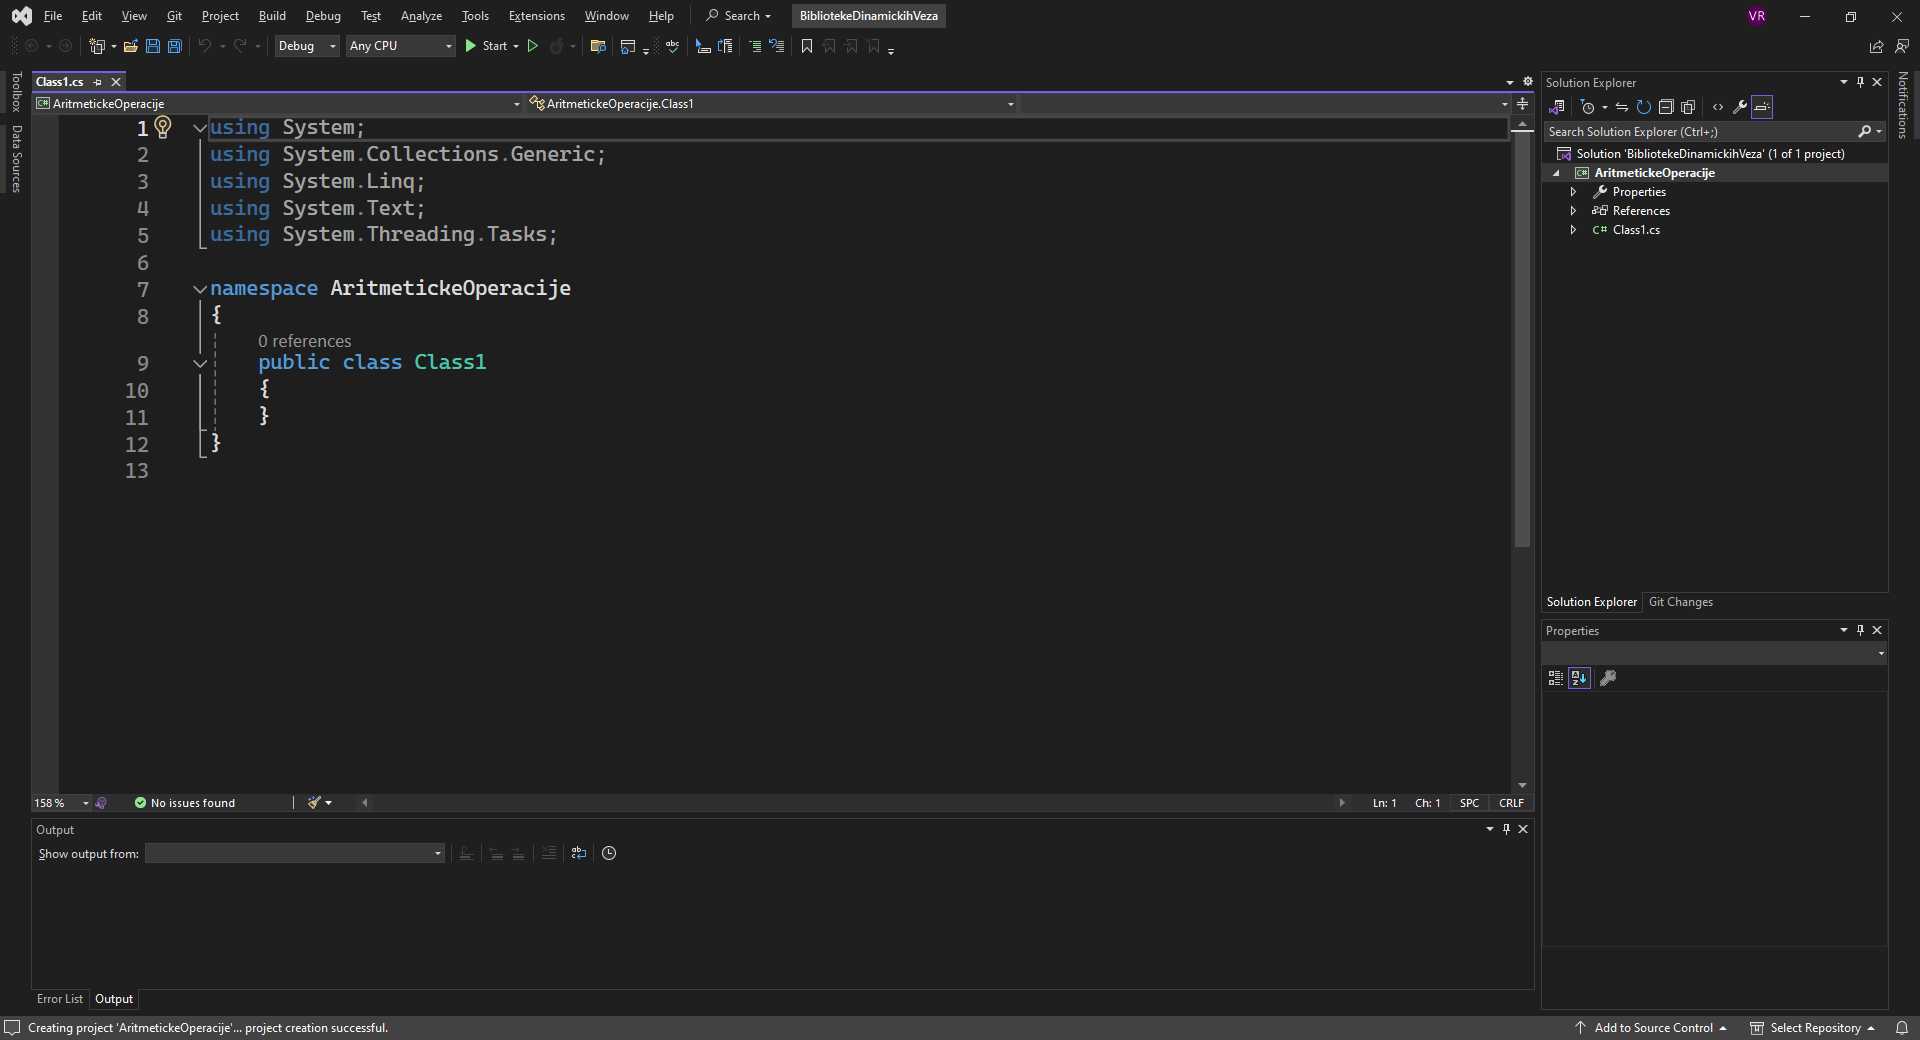 File Edit View Git Project Build Debug Test Analyze Tools Extensions Window Help Search BibliotekeDinamickihVeza VR
Debug Any CPU Start
Toolbox
Data Sources
Class1.cs
AritmetickeOperacije AritmetickeOperacije.Class1
1 using System;
2 using System.Collections.Generic;
3 using System.Linq;
4 using System.Text;
5 using System.Threading.Tasks;
6
7 namespace AritmetickeOperacije
8 {
0 references
9 public class Class1
10 {
11 }
12 }
13
158 % No issues found Ln: 1 Ch: 1 SPC CRLF
Output
Show output from:
Error List Output
Solution Explorer
Search Solution Explorer (Ctrl+;)
Solution 'BibliotekeDinamickihVeza' (1 of 1 project)
AritmetickeOperacije
Properties
References
C# Class1.cs
Solution Explorer Git Changes
Properties
Notifications
Creating project 'AritmetickeOperacije'... project creation successful. Add to Source Control Select Repository